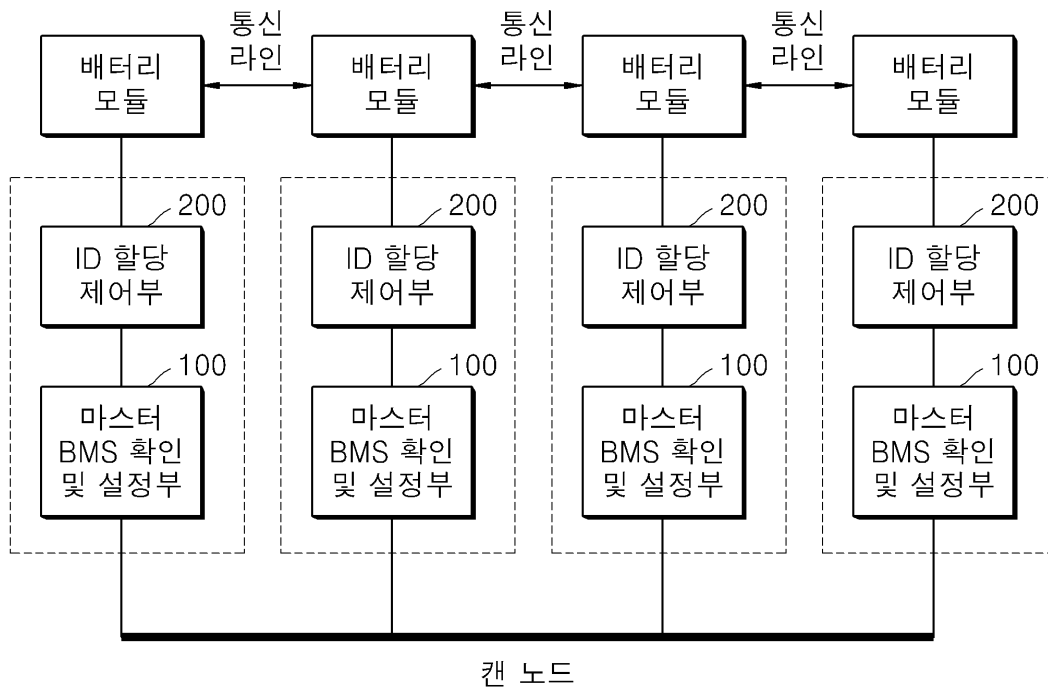 통신
라인
통신
라인
통신
라인
배터리
모듈
배터리
모듈
배터리
모듈
배터리
모듈
200
200
200
200
ID 할당
제어부
ID 할당
제어부
ID 할당
제어부
ID 할당
제어부
100
100
100
100
마스터
BMS 확인
및 설정부
마스터
BMS 확인
및 설정부
마스터
BMS 확인
및 설정부
마스터
BMS 확인
및 설정부
캔 노드